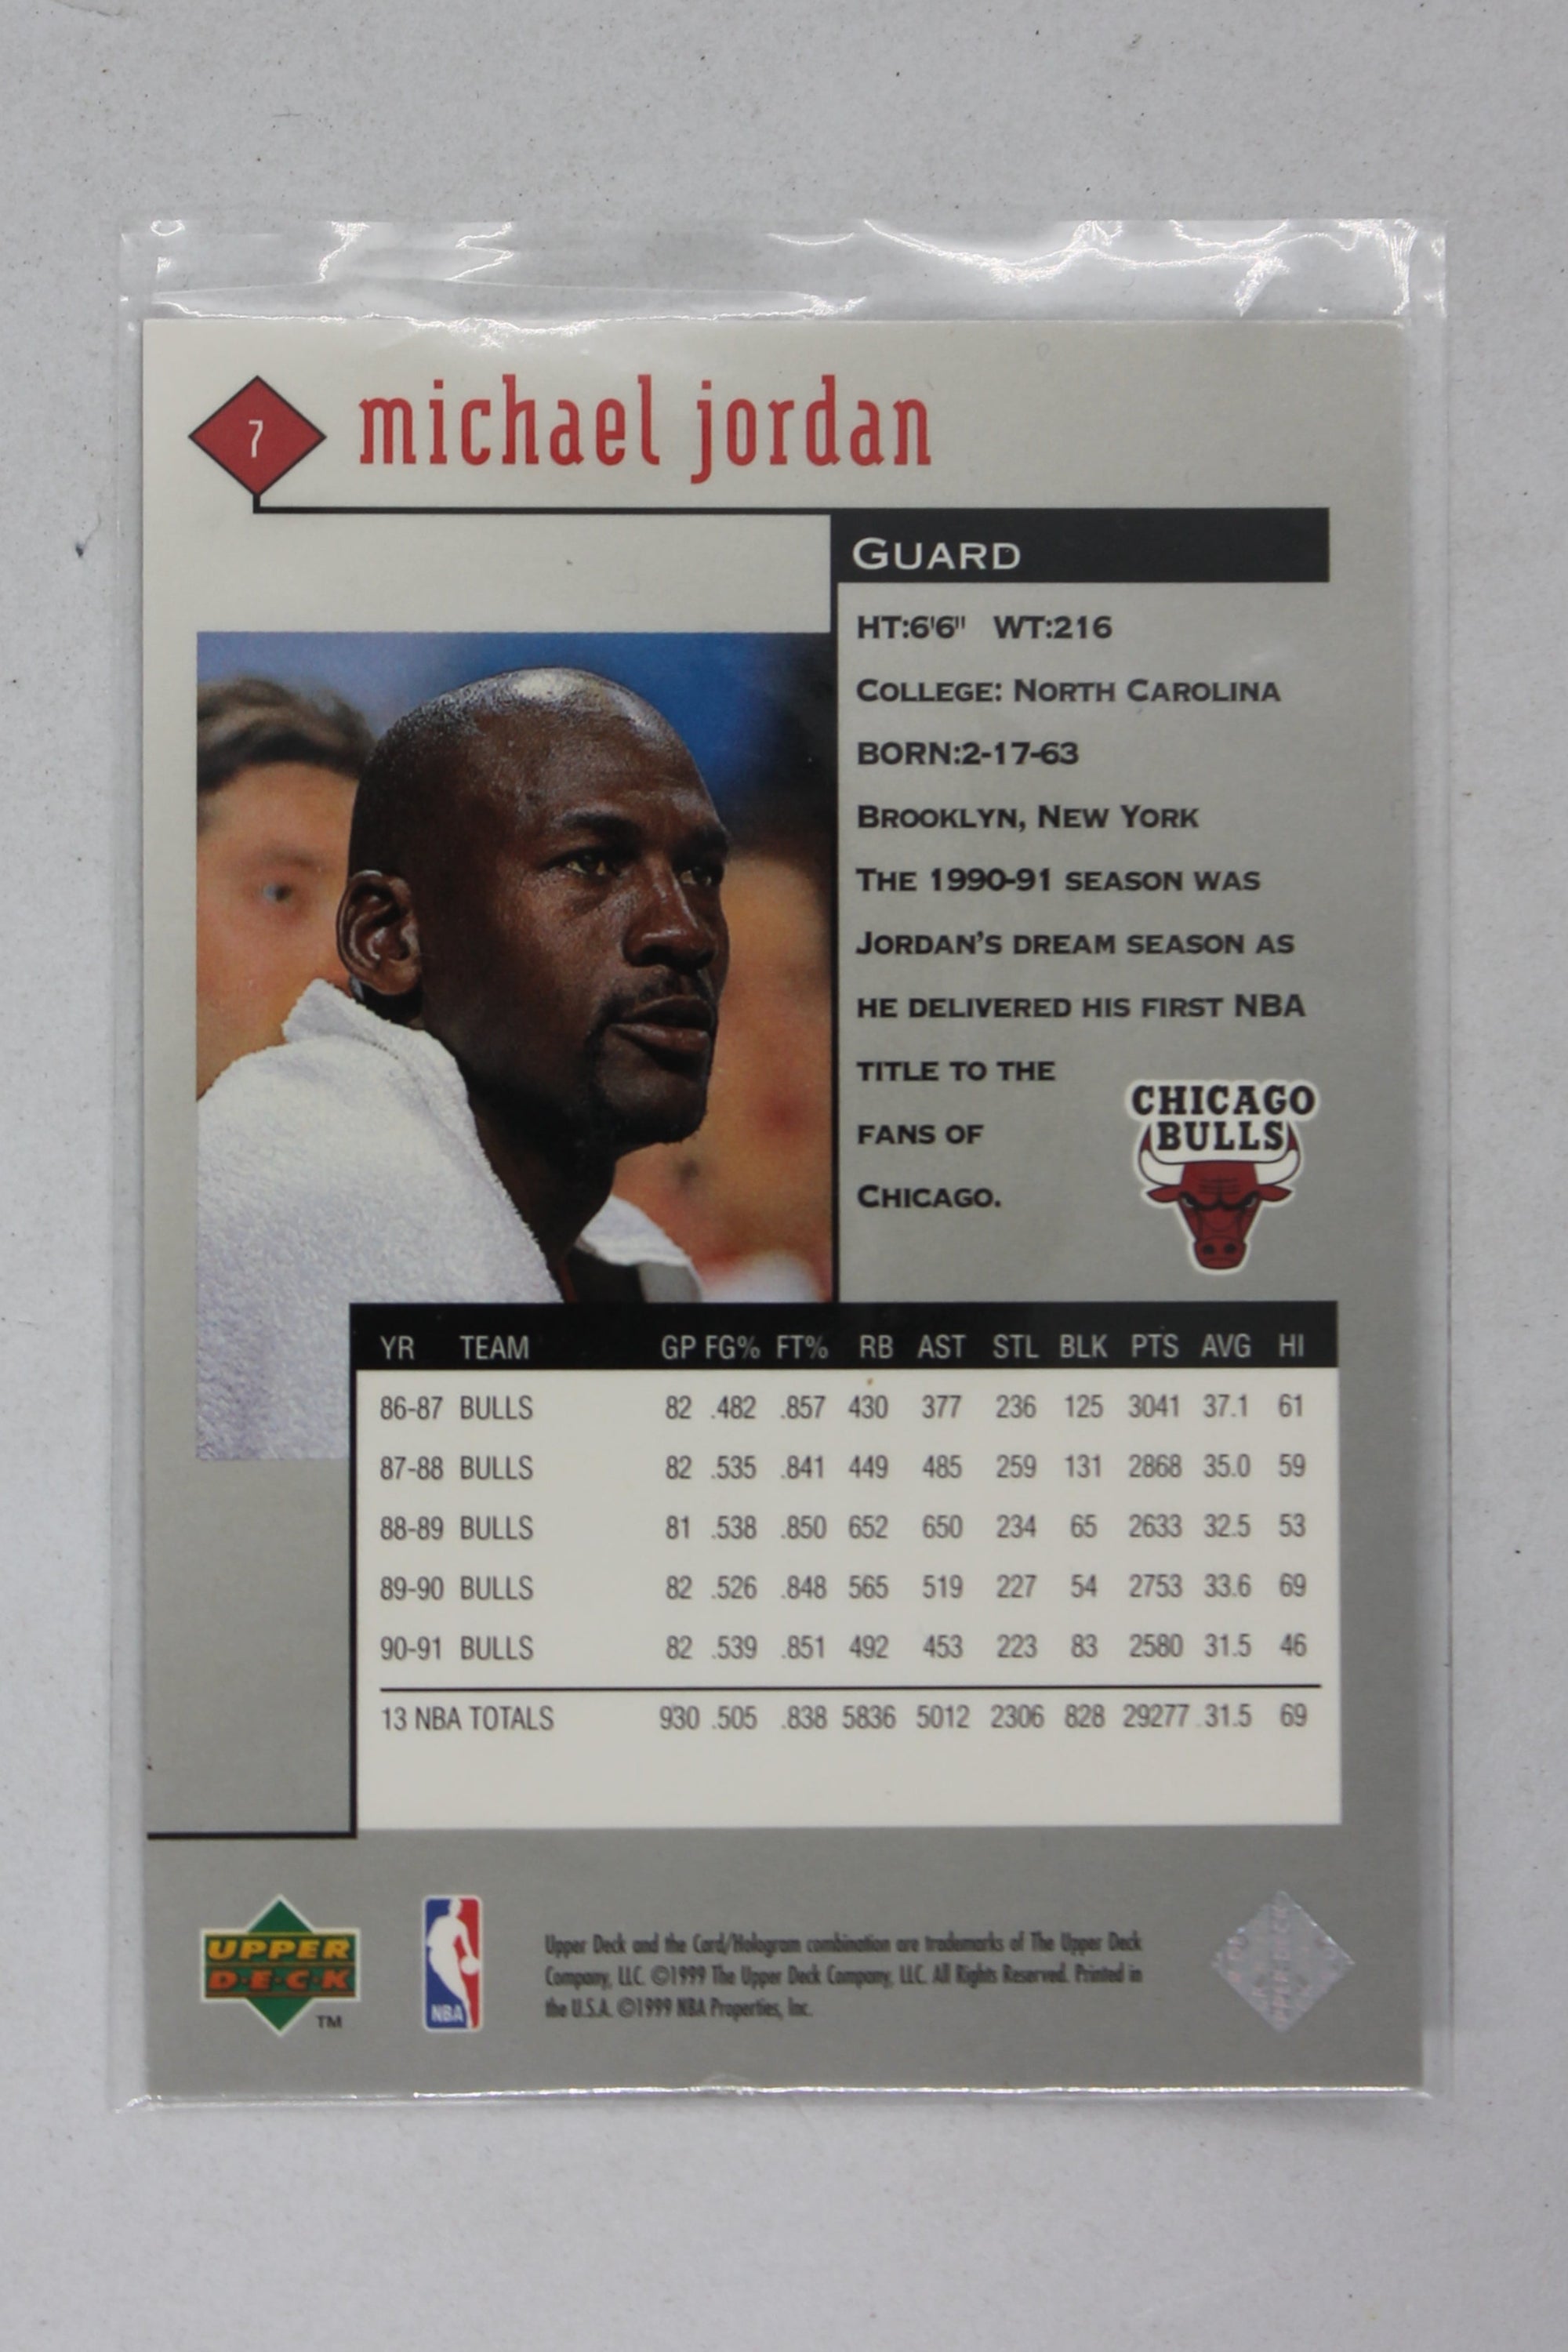 7
michael jordan
GUARD
HT:6'6" WT:216
COLLEGE: NORTH CAROLINA
BORN:2-17-63
BROOKLYN, NEW YORK
THE 1990-91 SEASON WAS
JORDAN'S DREAM SEASON AS
HE DELIVERED HIS FIRST NBA
TITLE TO THE
FANS OF
CHICAGO.
CHICAGO
BULLS
YR TEAM GP FG% FT% RB AST STL BLK PTS AVG HI
86-87 BULLS 82 .482 .857 430 377 236 125 3041 37.1 61
87-88 BULLS 82 .535 .841 449 485 259 131 2868 35.0 59
88-89 BULLS 81 .538 .850 652 650 234 65 2633 32.5 53
89-90 BULLS 82 .526 .848 565 519 227 54 2753 33.6 69
90-91 BULLS 82 .539 .851 492 453 223 83 2580 31.5 46
13 NBA TOTALS 930 .505 .838 5836 5012 2306 828 29277 31.5 69
UPPER
D·E·C·K
TM
NBA
Upper Deck and the Card/Hologram combination are trademarks of The Upper Deck
Company, LLC. ©1999 The Upper Deck Company, LLC. All Rights Reserved. Printed in
the U.S.A. ©1999 NBA Properties, Inc.